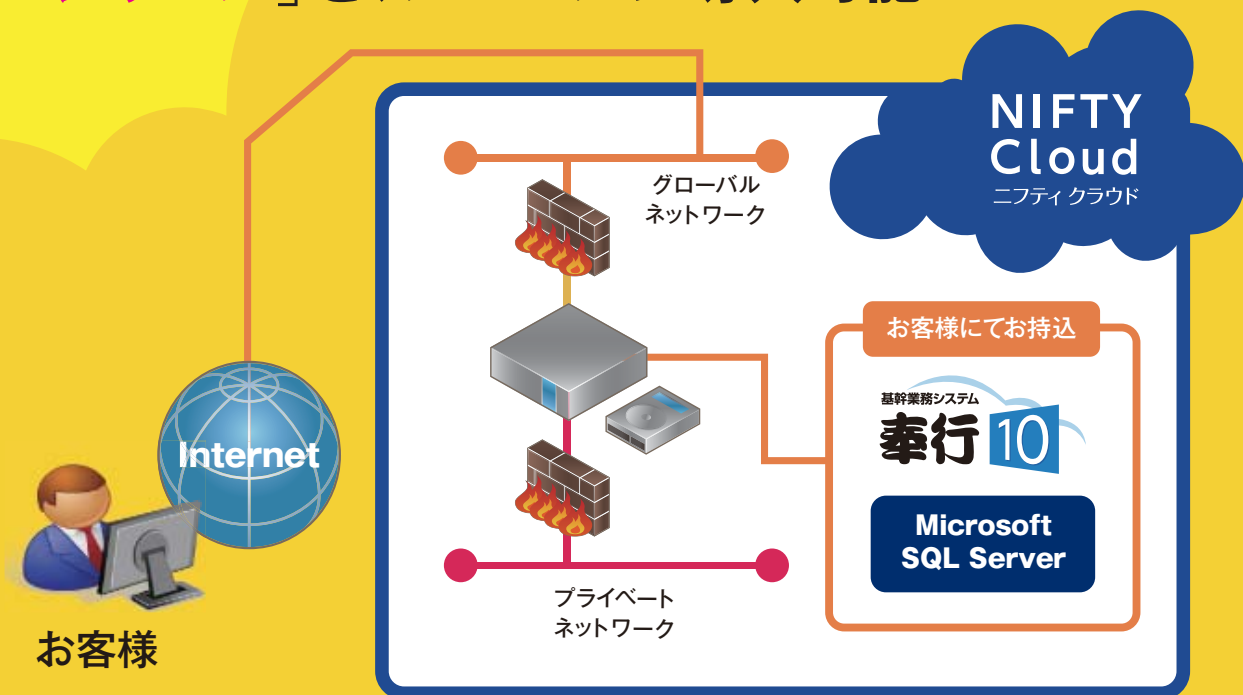 NIFTY
Cloud
ニフティ クラウド
グローバル
ネットワーク
お客様にてお持込
基幹業務システム
奉行 10
Internet
Microsoft
SQL Server
プライベート
ネットワーク
お客様